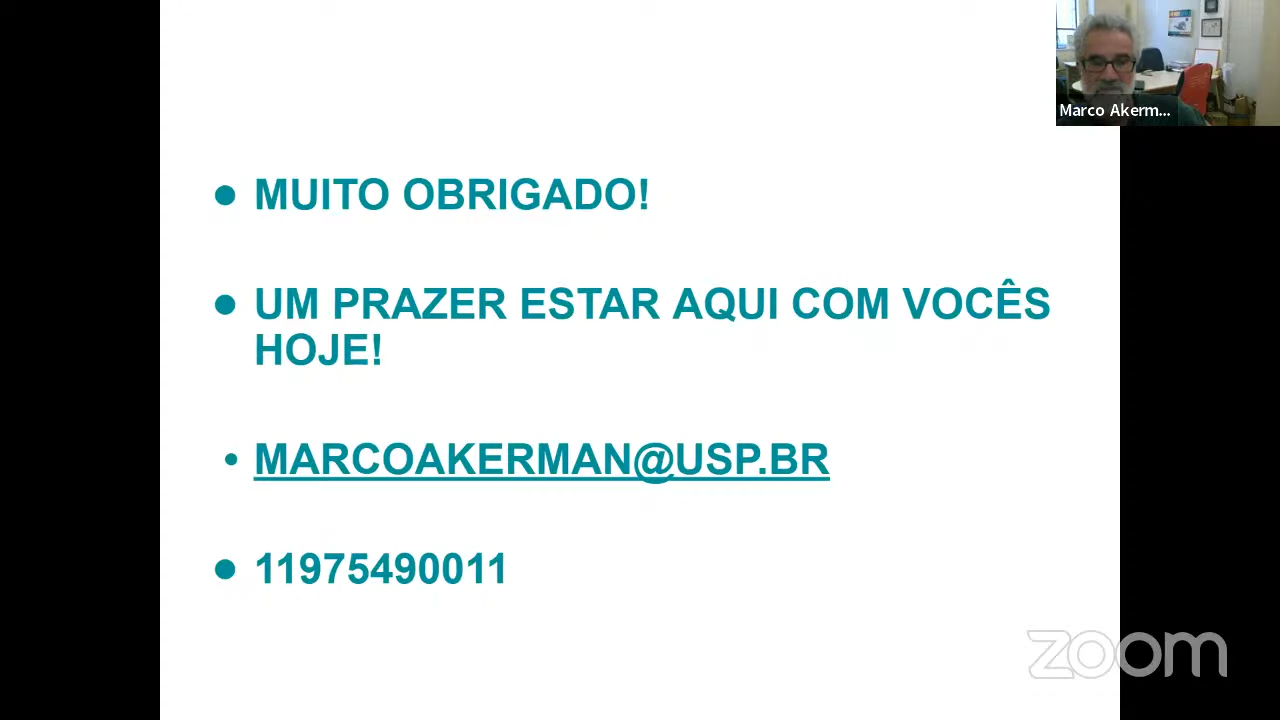 Marco Akerm...
● MUITO OBRIGADO!
● UM PRAZER ESTAR AQUI COM VOCÊS
HOJE!
• MARCOAKERMAN@USP.BR
● 11975490011
zoom